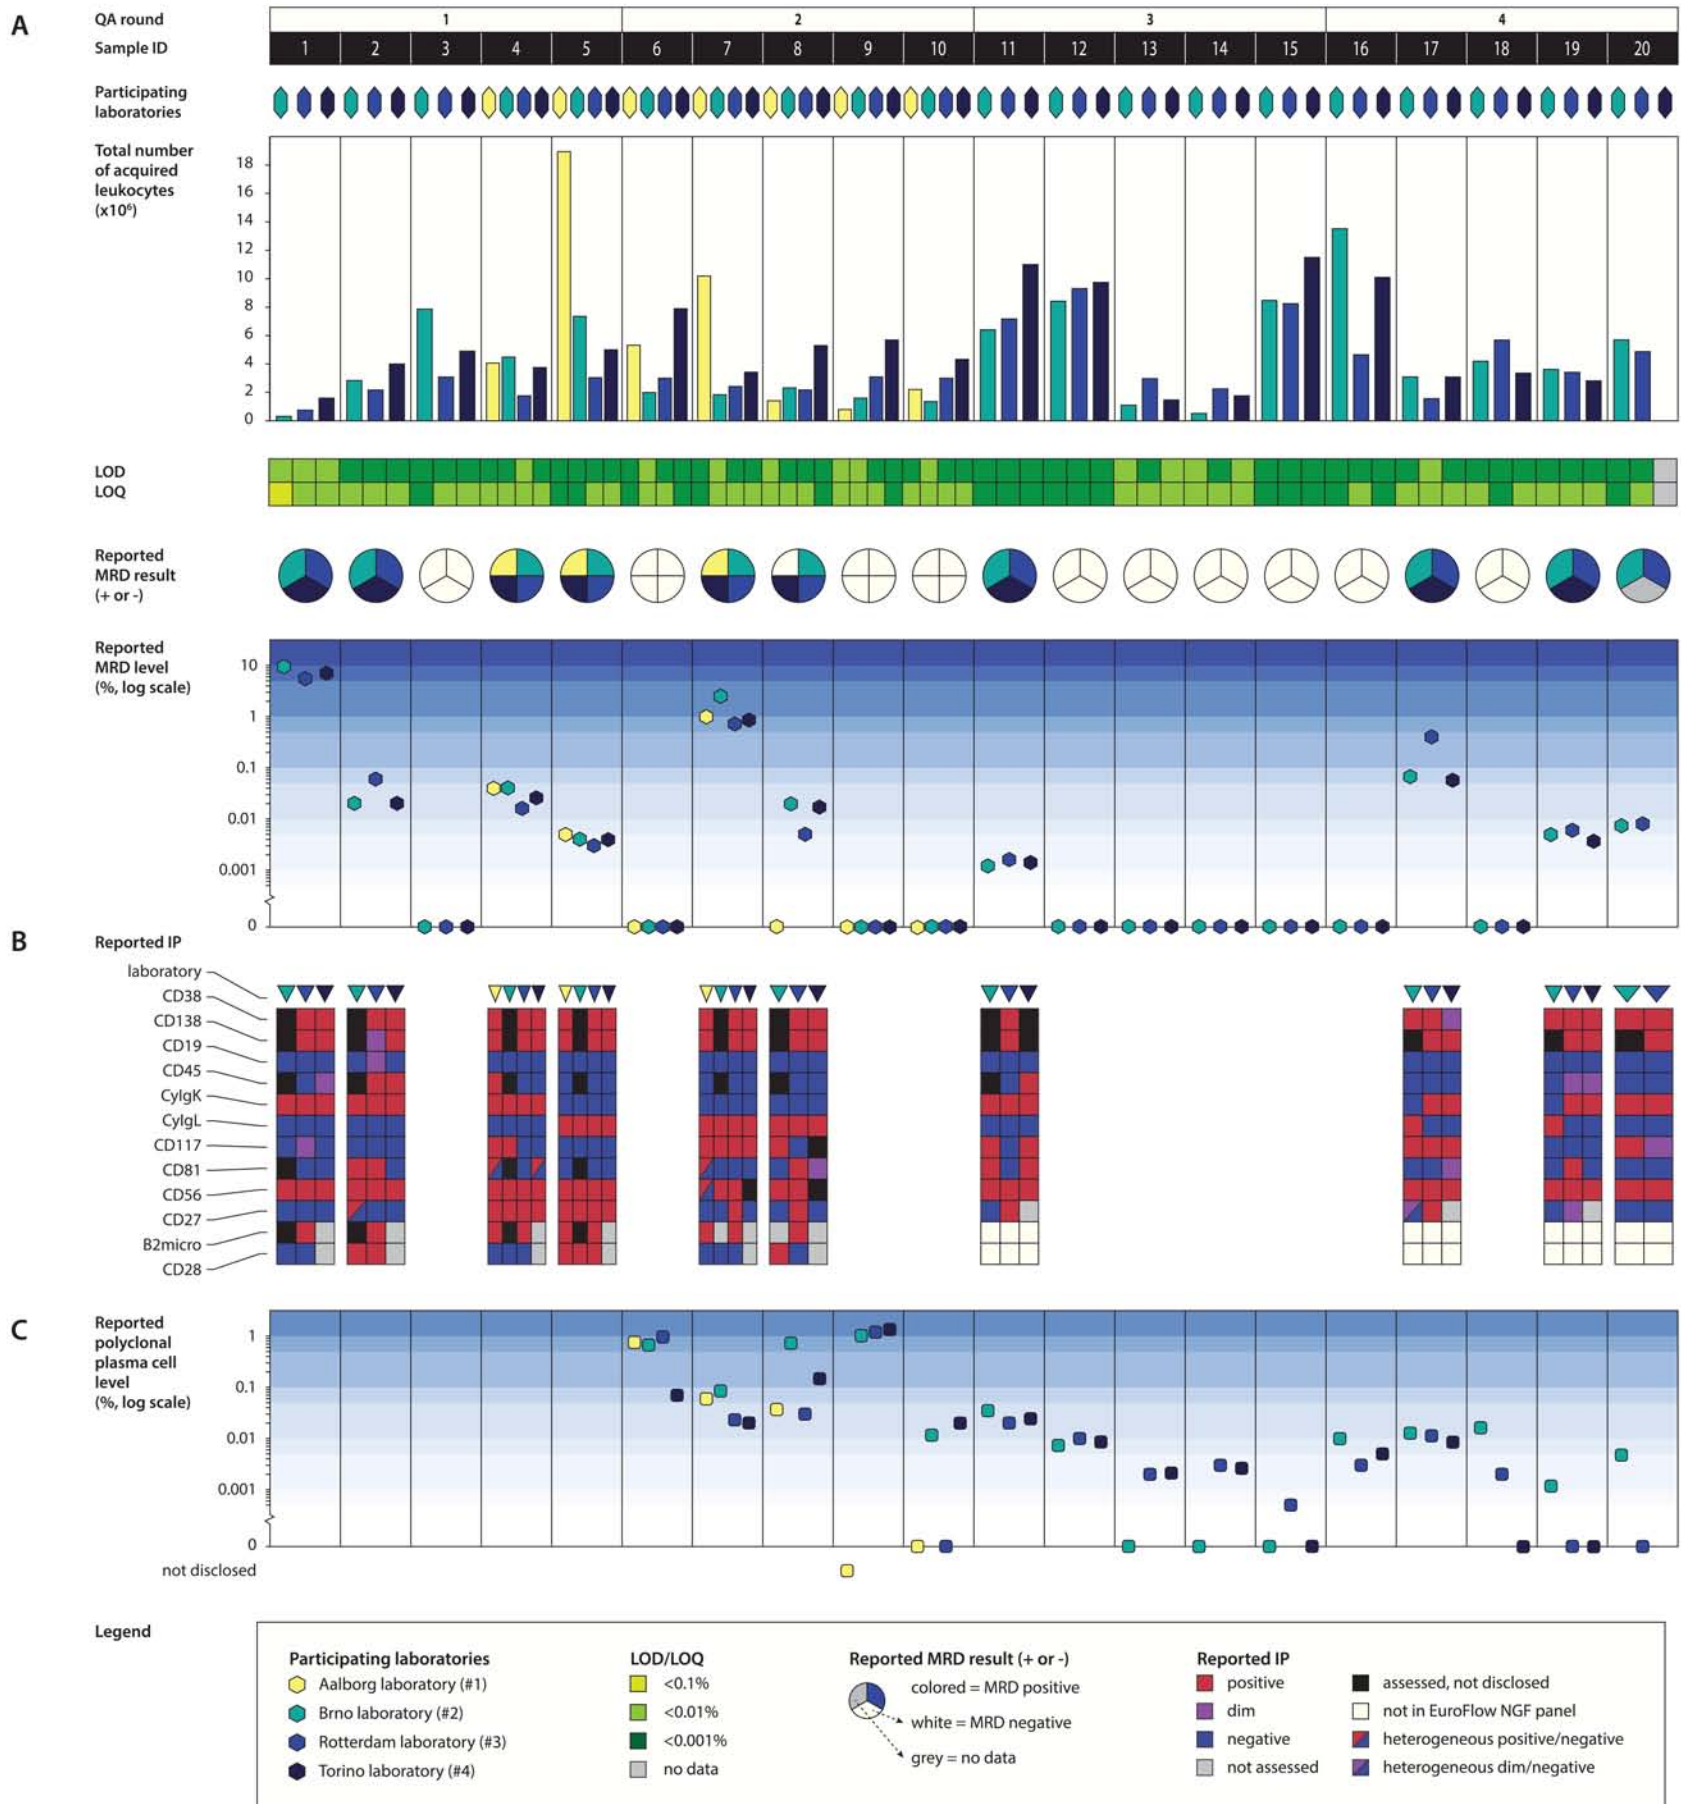 A
QA round 1 2 3 4
Sample ID 1 2 3 4 5 6 7 8 9 10 11 12 13 14 15 16 17 18 19 20
Participating
laboratories
Total number
of acquired
leukocytes
(x10⁶)
18
16
14
12
10
8
6
4
2
0
LOD
LOQ
Reported
MRD result
(+ or -)
Reported
MRD level
(%, log scale)
10
1
0.1
0.01
0.001
0
B
Reported IP
laboratory
CD38
CD138
CD19
CD45
CyIgK
CyIgL
CD117
CD81
CD56
CD27
B2micro
CD28
C
Reported
polyclonal
plasma cell
level
(%, log scale)
1
0.1
0.01
0.001
0
not disclosed
Legend
Participating laboratories
Aalborg laboratory (#1)
Brno laboratory (#2)
Rotterdam laboratory (#3)
Torino laboratory (#4)
LOD/LOQ
<0.1%
<0.01%
<0.001%
no data
Reported MRD result (+ or -)
colored = MRD positive
white = MRD negative
grey = no data
Reported IP
positive
dim
negative
not assessed
assessed, not disclosed
not in EuroFlow NGF panel
heterogeneous positive/negative
heterogeneous dim/negative